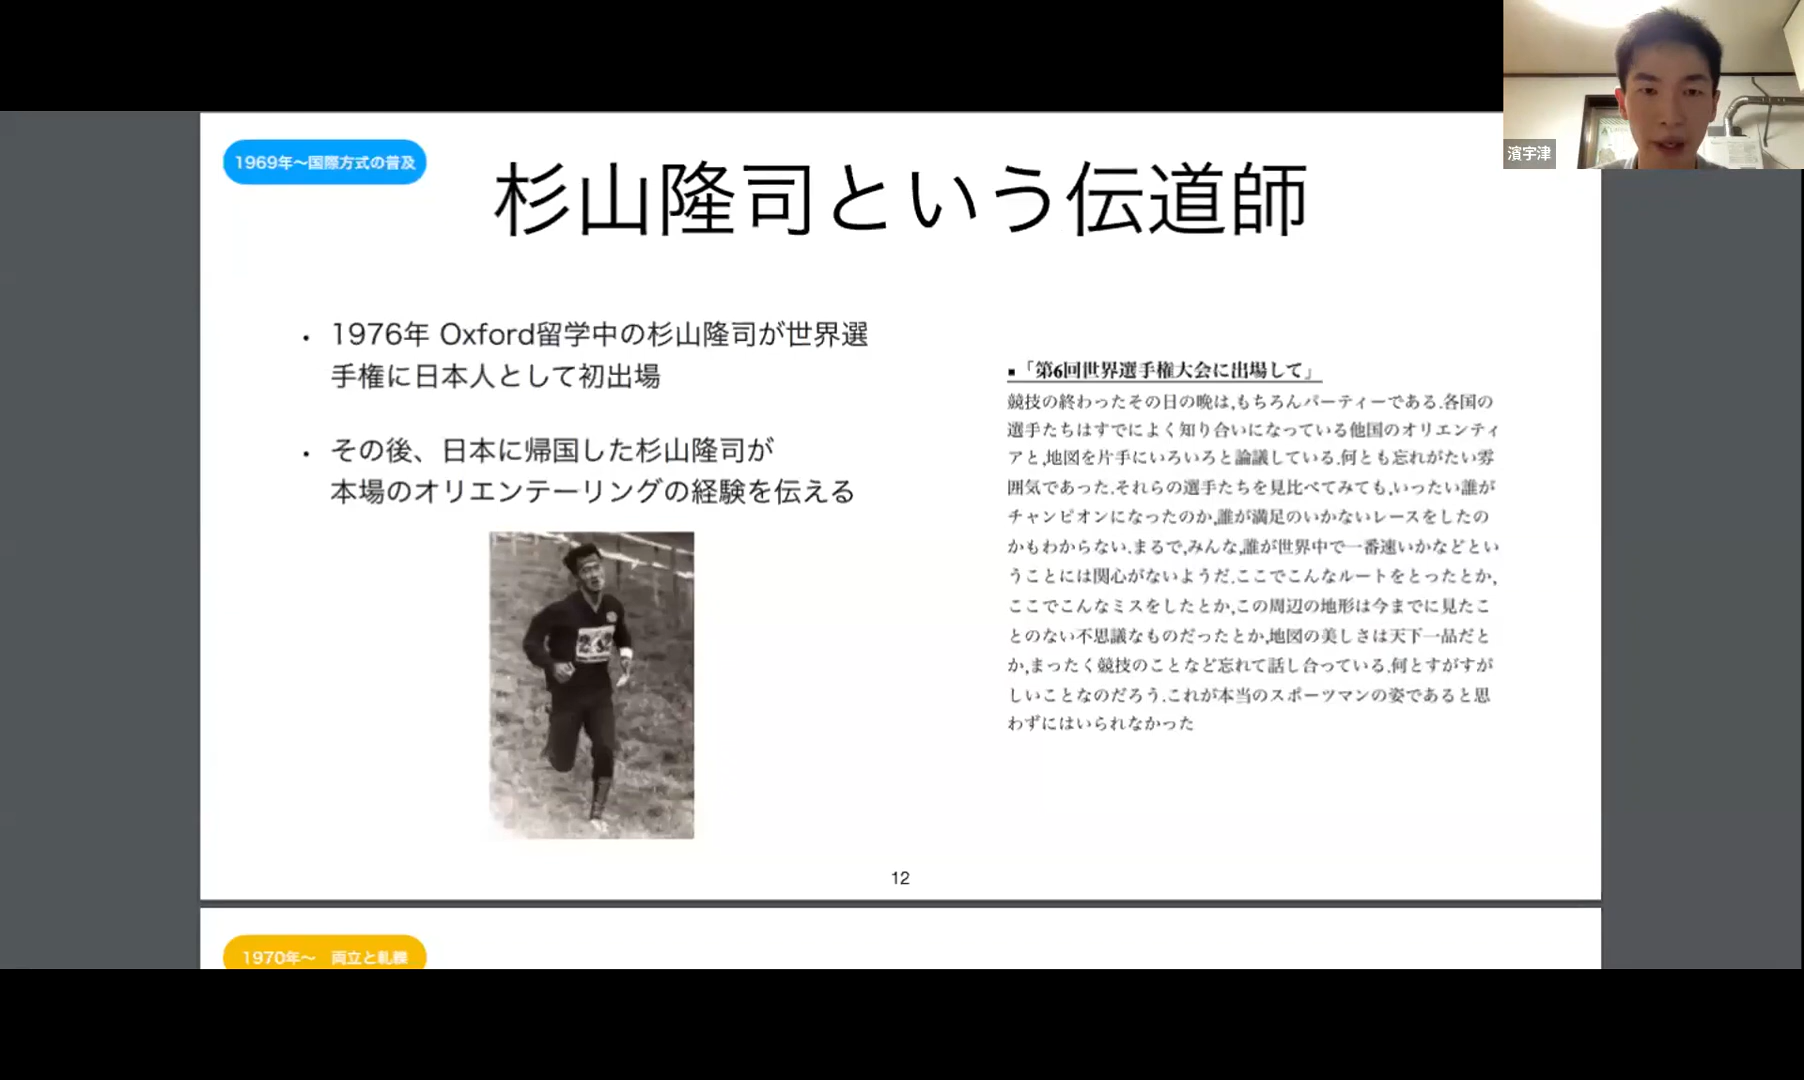 濱宇津
1969年〜国際方式の普及
杉山隆司という伝道師
• 1976年 Oxford留学中の杉山隆司が世界選
手権に日本人として初出場
• その後、日本に帰国した杉山隆司が
本場のオリエンテーリングの経験を伝える
▪「第6回世界選手権大会に出場して」
競技の終わったその日の晩は,もちろんパーティーである.各国の
選手たちはすでによく知り合いになっている他国のオリエンティ
アと,地図を片手にいろいろと論議している.何とも忘れがたい雰
囲気であった.それらの選手たちを見比べてみても,いったい誰が
チャンピオンになったのか,誰が満足のいかないレースをしたの
かもわからない.まるで,みんな,誰が世界中で一番速いかなどとい
うことには関心がないようだ.ここでこんなルートをとったとか,
ここでこんなミスをしたとか,この周辺の地形は今までに見たこ
とのない不思議なものだったとか,地図の美しさは天下一品だと
か,まったく競技のことなど忘れて話し合っている.何とすがすが
しいことなのだろう.これが本当のスポーツマンの姿であると思
わずにはいられなかった
12
1970年〜　両立と軋轢